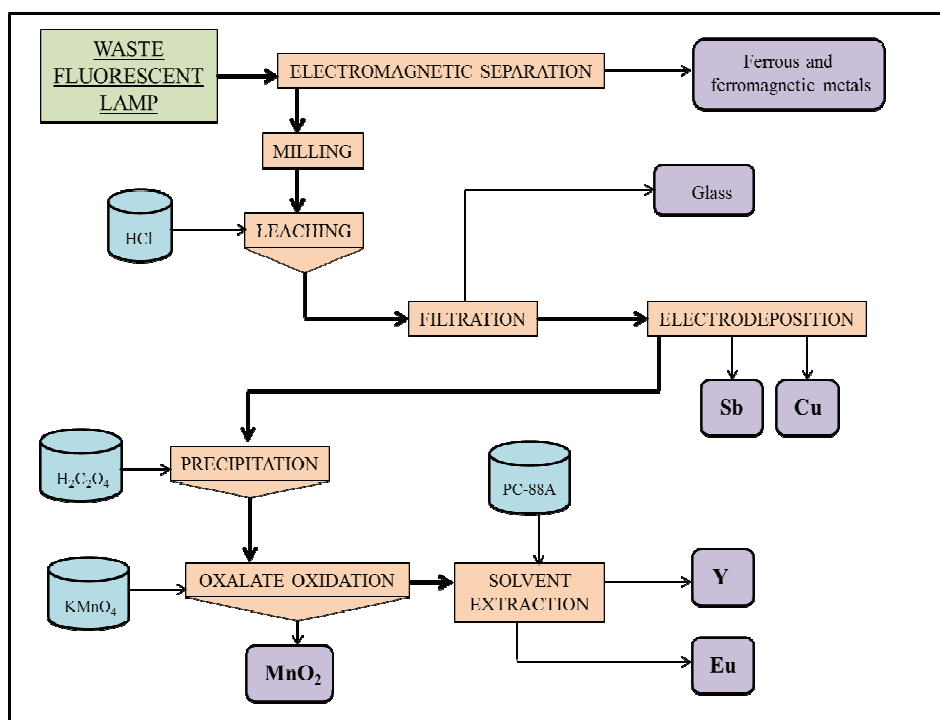 WASTE
FLUORESCENT
LAMP
ELECTROMAGNETIC SEPARATION
Ferrous and
ferromagnetic metals
MILLING
Glass
HCl
LEACHING
FILTRATION
ELECTRODEPOSITION
Sb
Cu
H₂C₂O₄
PRECIPITATION
PC-88A
KMnO₄
OXALATE OXIDATION
SOLVENT
EXTRACTION
Y
MnO₂
Eu